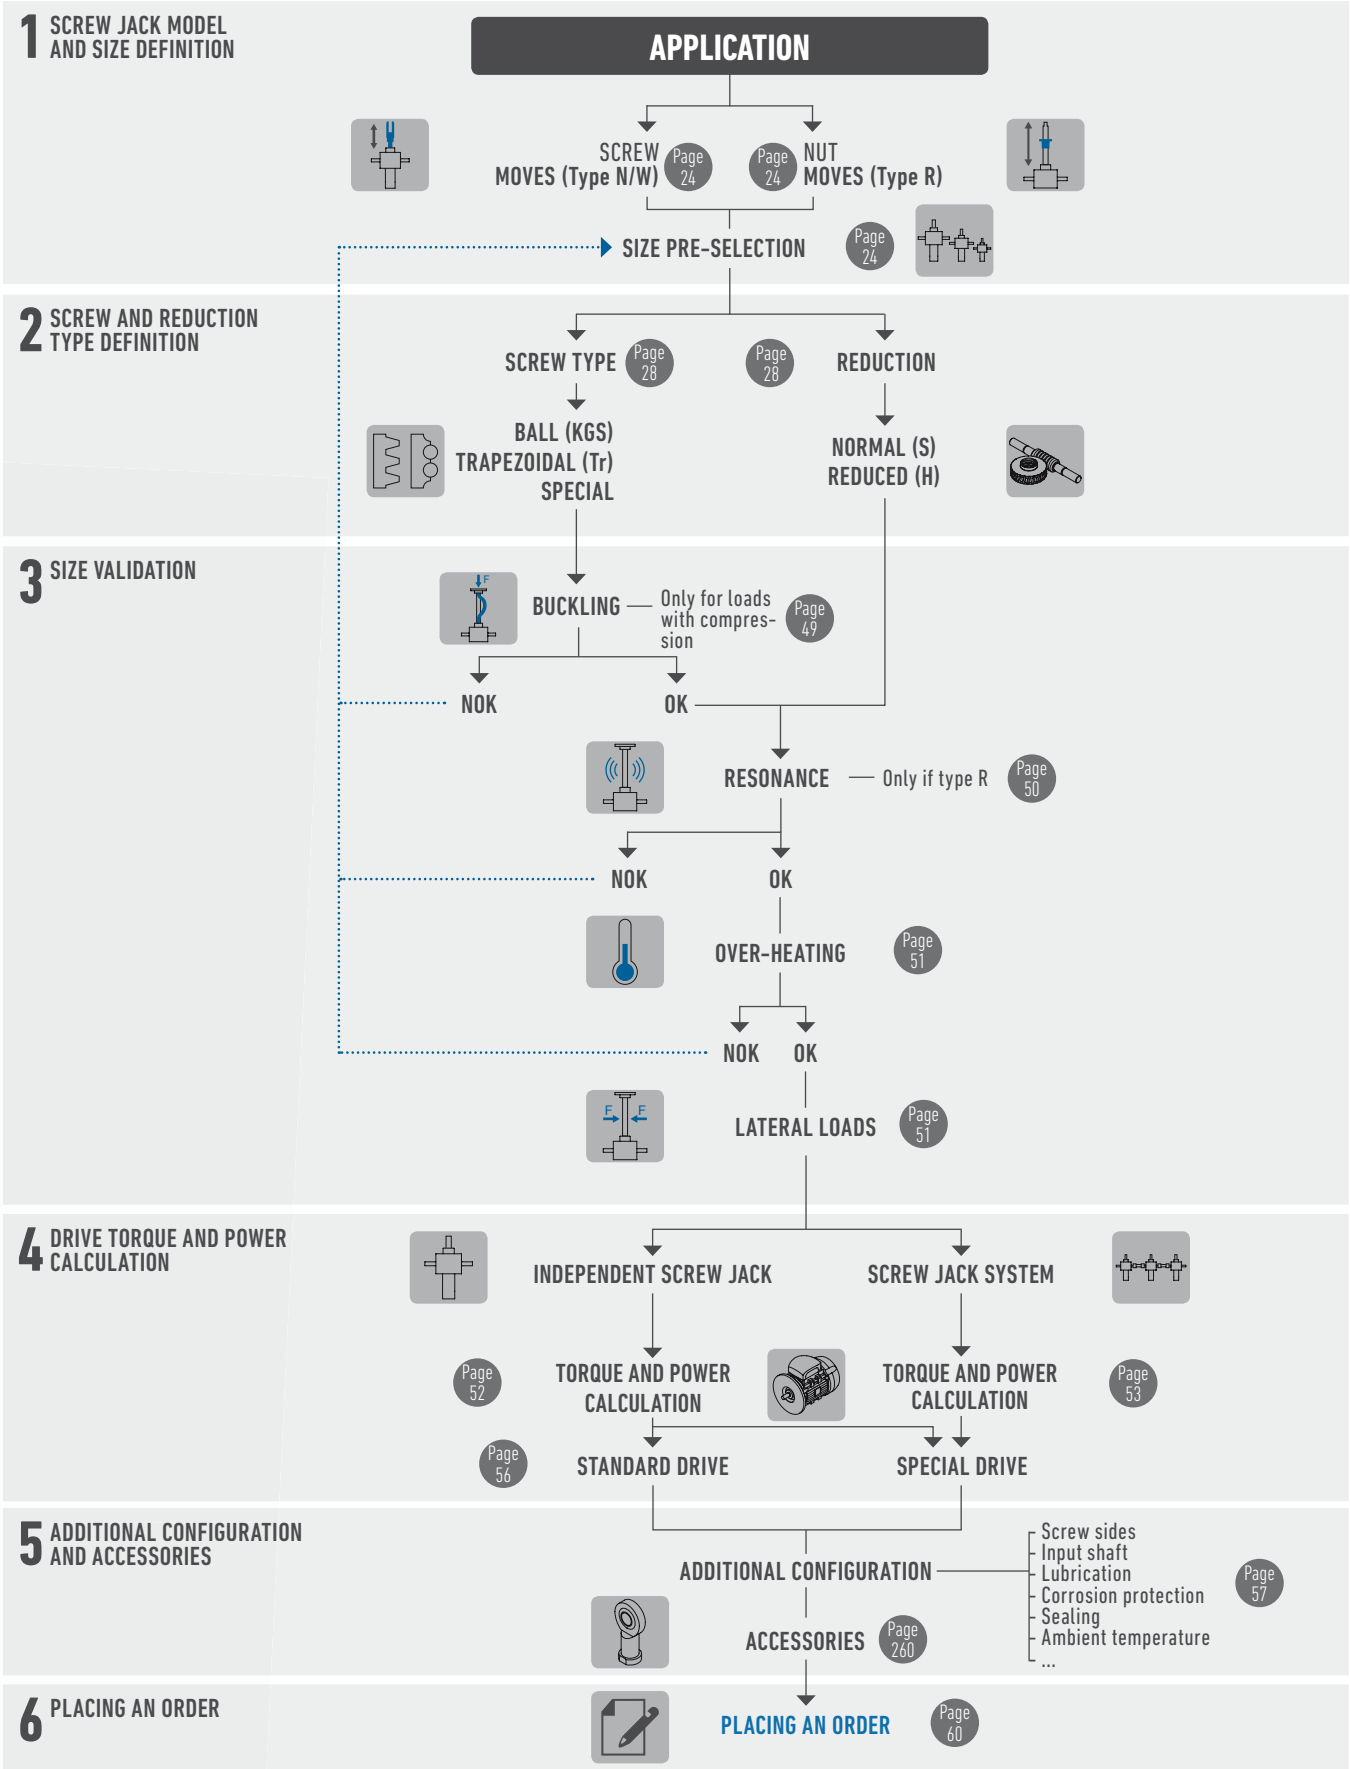 1 SCREW JACK MODEL
AND SIZE DEFINITION
APPLICATION
SCREW
MOVES (Type N/W)
Page
24
Page
24
NUT
MOVES (Type R)
SIZE PRE-SELECTION
Page
24
2 SCREW AND REDUCTION
TYPE DEFINITION
SCREW TYPE
Page
28
Page
28
REDUCTION
BALL (KGS)
TRAPEZOIDAL (Tr)
SPECIAL
NORMAL (S)
REDUCED (H)
3 SIZE VALIDATION
F
BUCKLING
Only for loads
with compres-
sion
Page
49
NOK
OK
RESONANCE
Only if type R
Page
50
NOK
OK
OVER-HEATING
Page
51
NOK
OK
F F
LATERAL LOADS
Page
51
4 DRIVE TORQUE AND POWER
CALCULATION
INDEPENDENT SCREW JACK
SCREW JACK SYSTEM
Page
52
TORQUE AND POWER
CALCULATION
TORQUE AND POWER
CALCULATION
Page
53
Page
56
STANDARD DRIVE
SPECIAL DRIVE
5 ADDITIONAL CONFIGURATION
AND ACCESSORIES
ADDITIONAL CONFIGURATION
Screw sides
Input shaft
Lubrication
Corrosion protection
Sealing
Ambient temperature
...
Page
57
ACCESSORIES
Page
260
6 PLACING AN ORDER
PLACING AN ORDER
Page
60